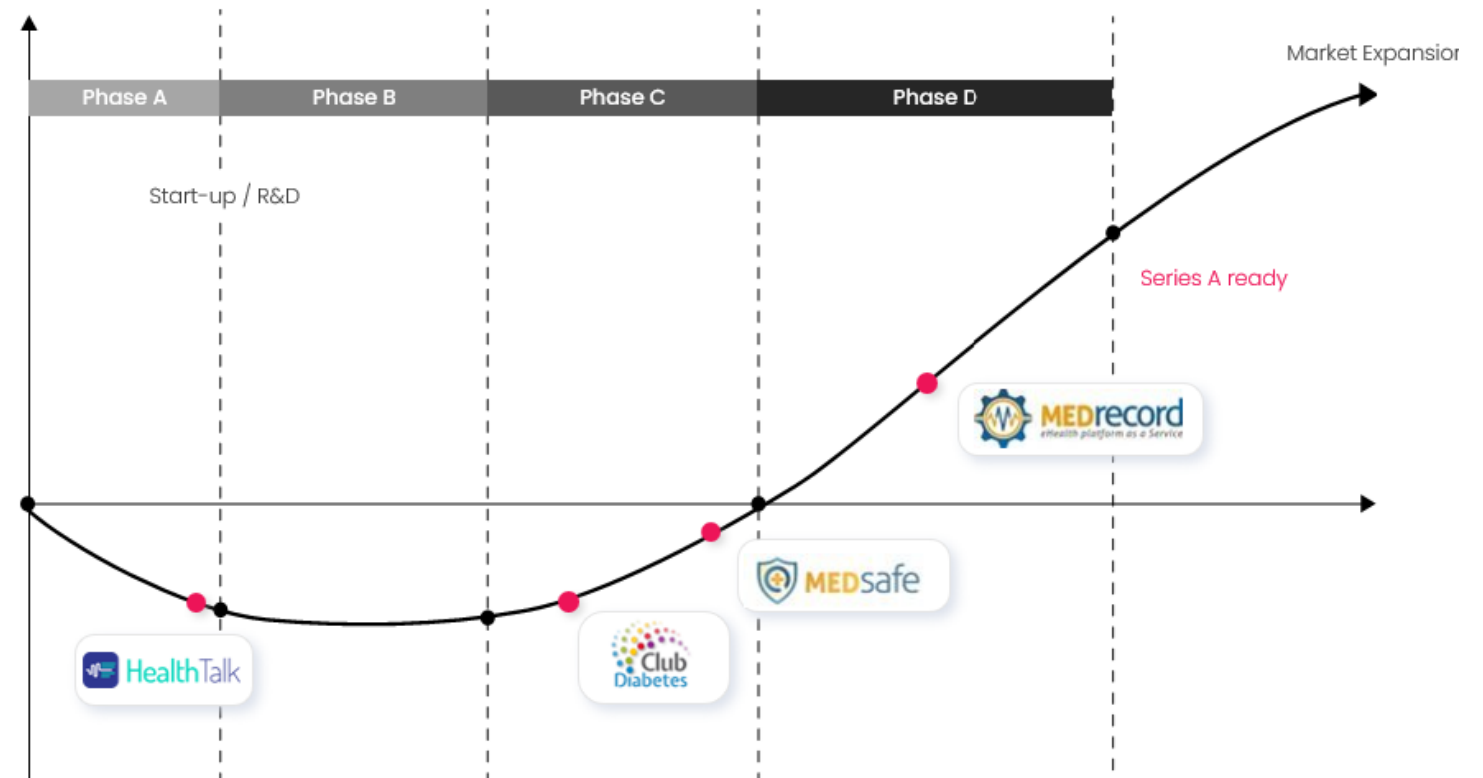 Market Expansion
Phase A
Phase B
Phase C
Phase D
Start-up / R&D
Series A ready
MEDrecord
eHealth platform as a Service
MEDsafe
HealthTalk
Club
Diabetes